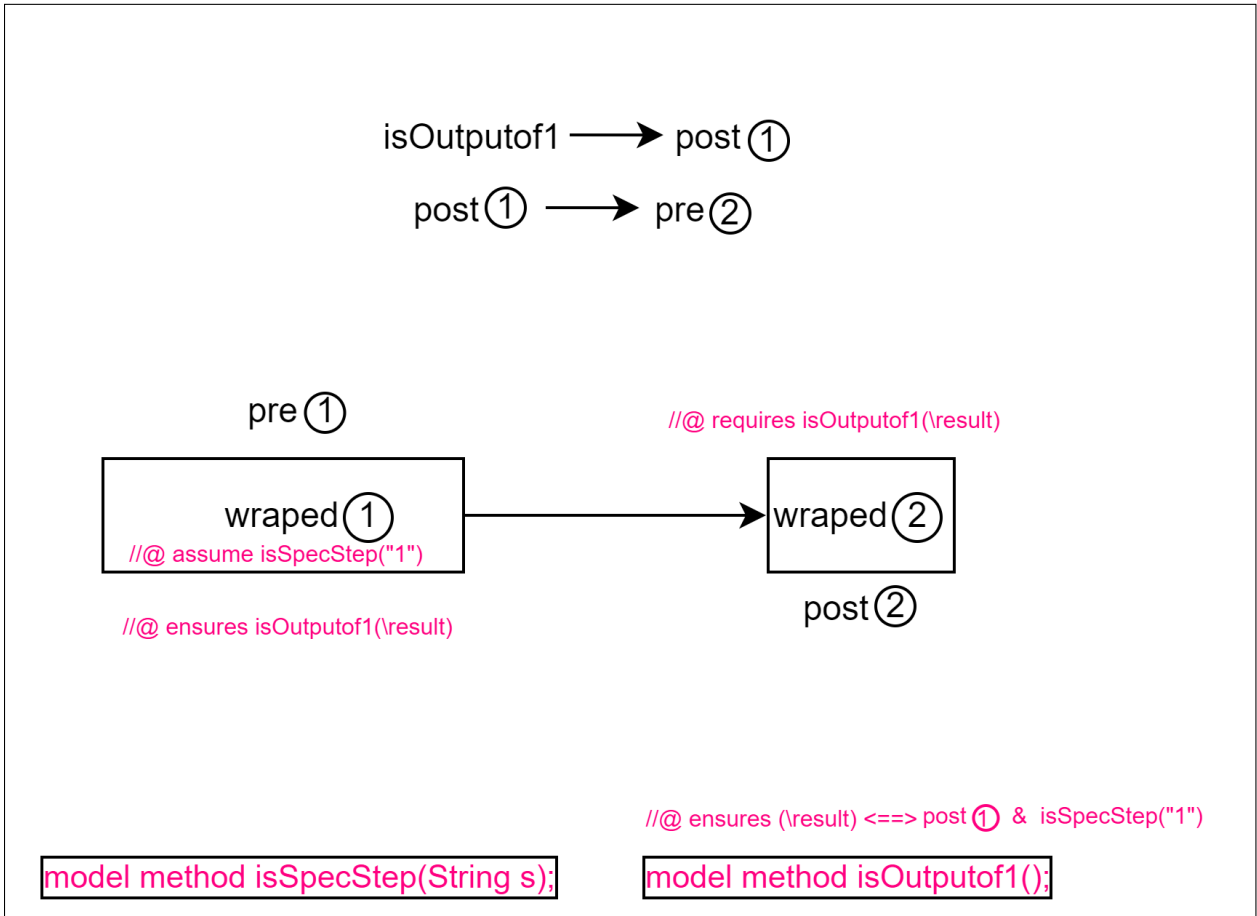 isOutputof1 post 1
post 1 pre 2
pre 1
//@ requires isOutputof1(\result)
wraped 1
wraped 2
//@ assume isSpecStep("1")
post 2
//@ ensures isOutputof1(\result)
//@ ensures (\result) <==> post 1 & isSpecStep("1")
model method isSpecStep(String s);
model method isOutputof1();